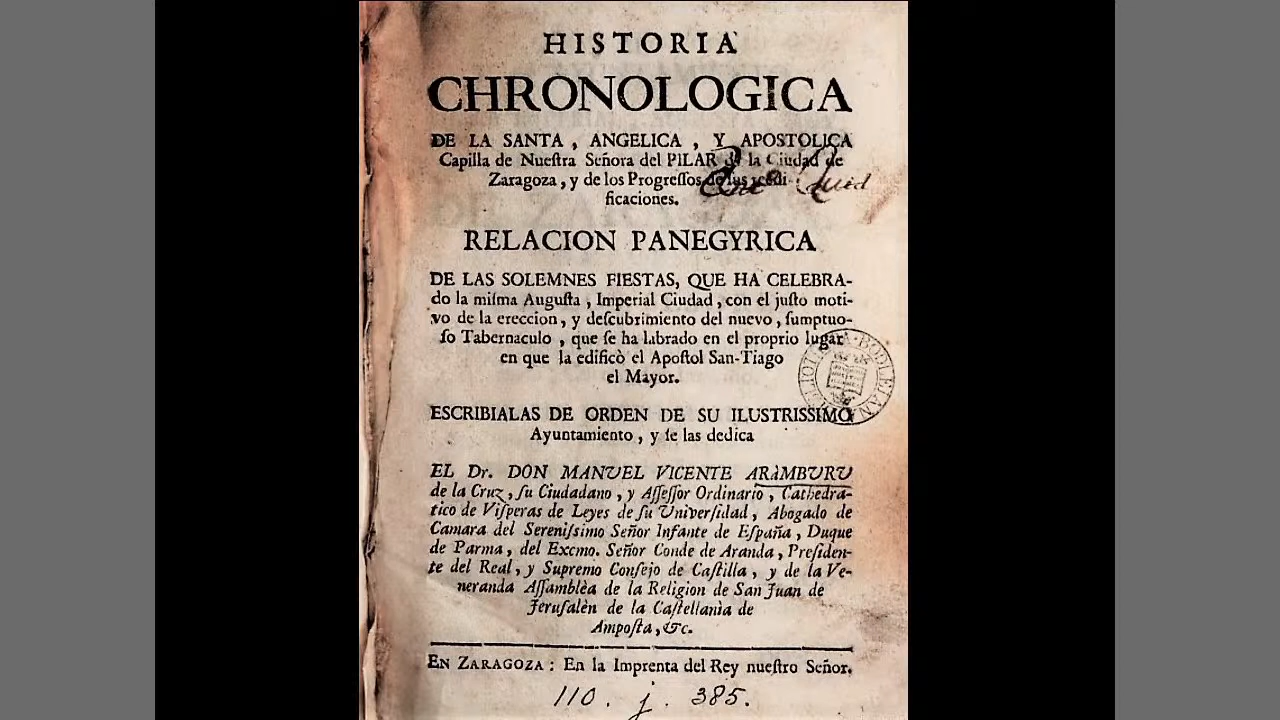 HISTORIA
CHRONOLOGICA
DE LA SANTA, ANGELICA, Y APOSTOLICA
Capilla de Nueſtra Señora del PILAR de la Ciudad de
Zaragoza, y de los Progreſſos de ſus reedi
ficaciones.
RELACION PANEGYRICA
DE LAS SOLEMNES FIESTAS, QUE HA CELEBRA-
do la miſma Auguſta, Imperial Ciudad, con el juſto moti-
vo de la ereccion, y deſcubrimiento del nuevo, ſumptuo-
ſo Tabernaculo, que ſe ha labrado en el proprio lugar
en que la edificò el Apoſtol San-Tiago
el Mayor.
ESCRIBIALAS DE ORDEN DE SU ILUSTRISSIMO
Ayuntamiento, y ſe las dedica
EL Dr. DON MANUEL VICENTE ARàMBURU
de la Cruz, ſu Ciudadano, y Aſſeſſor Ordinario, Cathedra-
tico de Viſperas de Leyes de ſu Univerſidad, Abogado de
Camara del Sereniſsimo Señor Infante de Eſpaña, Duque
de Parma, del Excmo. Señor Conde de Aranda, Preſiden-
te del Real, y Supremo Conſejo de Caſtilla, y de la Ve-
neranda Aſſamblèa de la Religion de San Juan de
Jeruſalèn de la Caſtellanìa de
Ampoſta, &c.
EN ZARAGOZA: En la Imprenta del Rey nueſtro Señor.
110. j. 385.